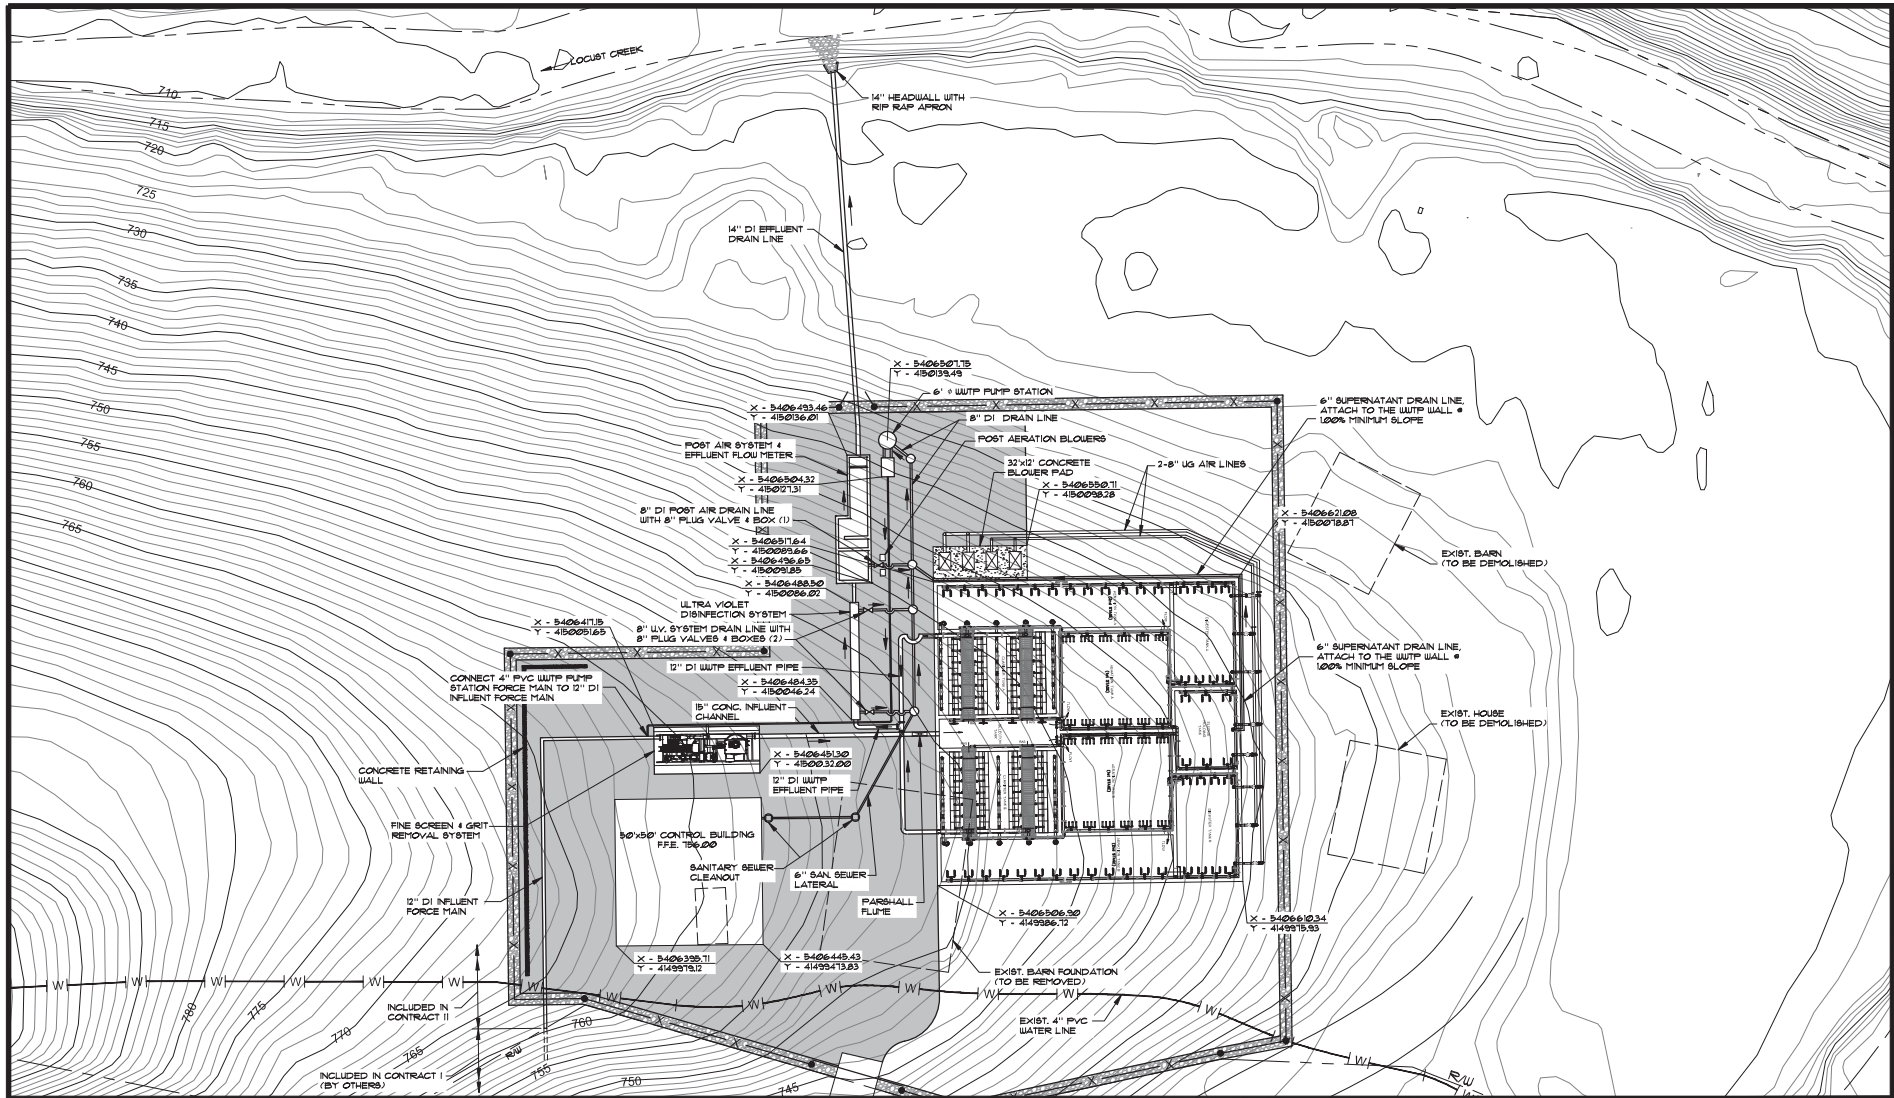 LOCUST CREEK
14" HEADWALL WITH
RIP RAP APRON
710
715
720
725
730
735
740
745
750
755
760
765
14" DI EFFLUENT
DRAIN LINE
X - 5406507.75
Y - 4150139.49
6' ⌀ WWTP PUMP STATION
X - 5406493.46
Y - 4150136.01
8" DI DRAIN LINE
POST AERATION BLOWERS
6" SUPERNATANT DRAIN LINE,
ATTACH TO THE WWTP WALL @
1.00% MINIMUM SLOPE
POST AIR SYSTEM &
EFFLUENT FLOW METER
32'x12' CONCRETE
BLOWER PAD
2-8" UG AIR LINES
X - 5406504.32
Y - 4150127.31
X - 5406550.71
Y - 4150098.28
8" DI POST AIR DRAIN LINE
WITH 8" PLUG VALVE & BOX (1)
X - 5406621.08
Y - 4150078.87
X - 5406517.64
Y - 4150089.66
X - 5406496.65
Y - 4150091.85
X - 5406488.50
Y - 4150086.02
EXIST. BARN
(TO BE DEMOLISHED)
ULTRA VIOLET
DISINFECTION SYSTEM
X - 5406417.15
Y - 4150051.65
8" U.V. SYSTEM DRAIN LINE WITH
8" PLUG VALVES & BOXES (2)
6" SUPERNATANT DRAIN LINE,
ATTACH TO THE WWTP WALL @
1.00% MINIMUM SLOPE
12" DI WWTP EFFLUENT PIPE
CONNECT 4" PVC WWTP PUMP
STATION FORCE MAIN TO 12" DI
INFLUENT FORCE MAIN
X - 5406484.35
Y - 4150046.24
15" CONC. INFLUENT
CHANNEL
EXIST. HOUSE
(TO BE DEMOLISHED)
X - 5406451.30
Y - 4150032.00
CONCRETE RETAINING
WALL
12" DI WWTP
EFFLUENT PIPE
FINE SCREEN & GRIT
REMOVAL SYSTEM
50'x50' CONTROL BUILDING
F.F.E. 756.00
SANITARY SEWER
CLEANOUT
6" SAN. SEWER
LATERAL
12" DI INFLUENT
FORCE MAIN
PARSHALL
FLUME
X - 5406506.90
Y - 4149986.72
X - 5406610.34
Y - 4149975.93
X - 5406395.71
Y - 4149979.12
X - 5406445.43
Y - 4149473.83
EXIST. BARN FOUNDATION
(TO BE REMOVED)
W W W W W W W W W W W W W W W W
INCLUDED IN
CONTRACT II
EXIST. 4" PVC
WATER LINE
780
775
770
765
760
755
750
745
R/W
R/W
INCLUDED IN CONTRACT I
(BY OTHERS)